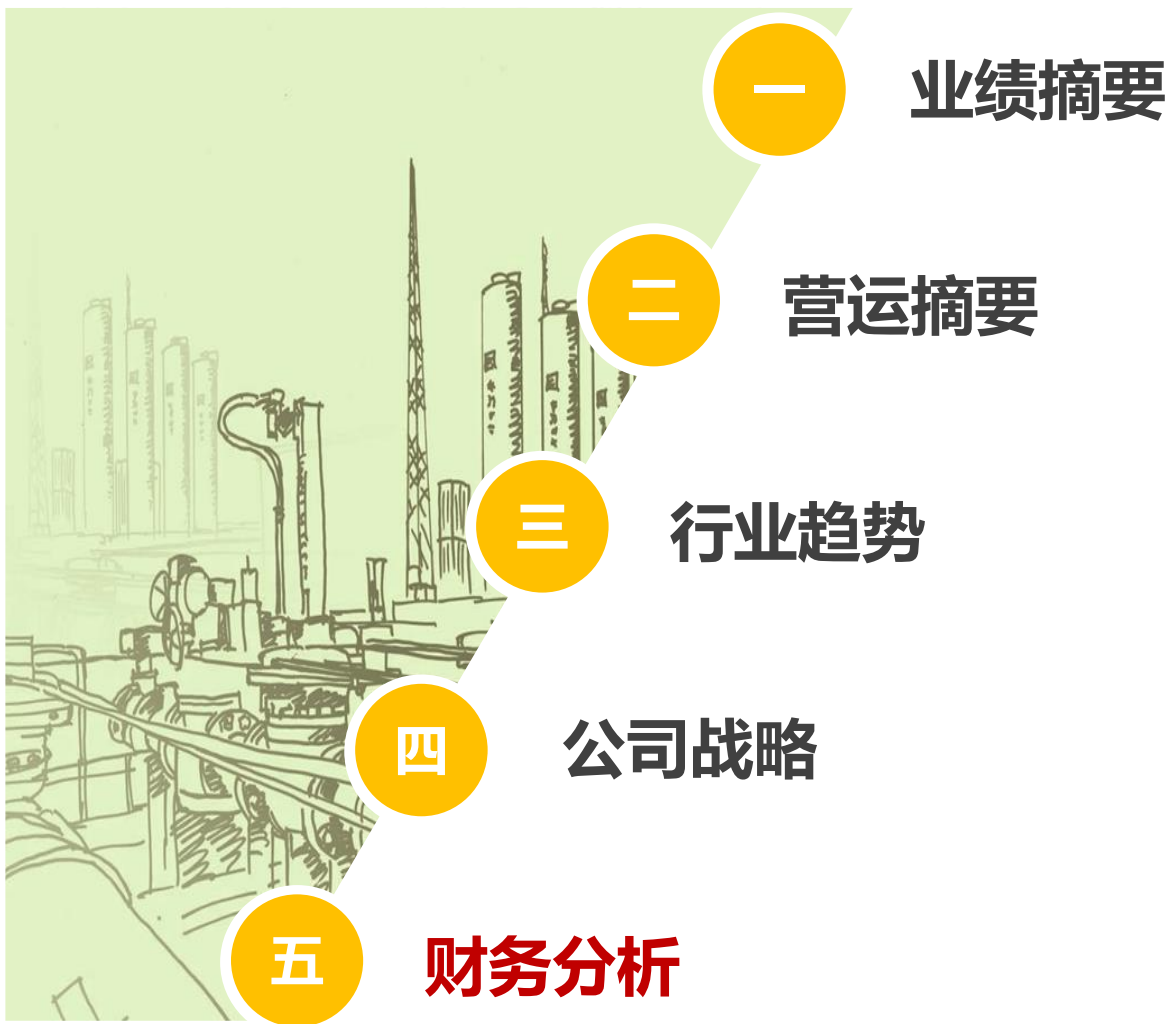 一 业绩摘要
二 营运摘要
三 行业趋势
四 公司战略
五 财务分析